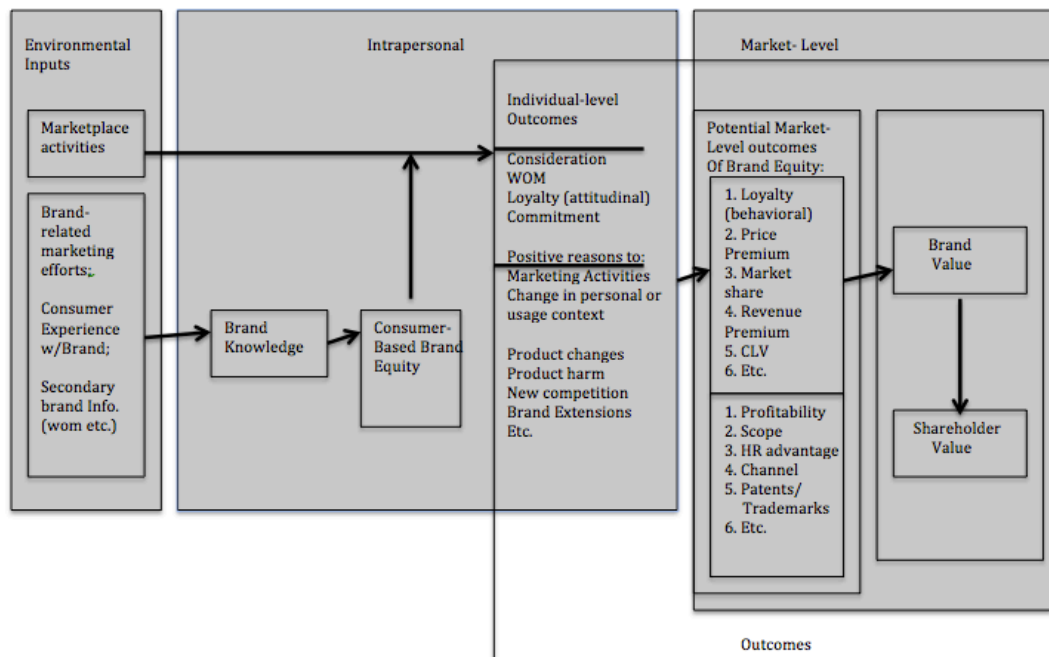 Environmental
Inputs
Marketplace
activities
Brand-
related
marketing
efforts;
Consumer
Experience
w/Brand;
Secondary
brand Info.
(wom etc.)
Intrapersonal
Brand
Knowledge
Consumer-
Based Brand
Equity
Individual-level
Outcomes
Consideration
WOM
Loyalty (attitudinal)
Commitment
Positive reasons to:
Marketing Activities
Change in personal or
usage context
Product changes
Product harm
New competition
Brand Extensions
Etc.
Market- Level
Potential Market-
Level outcomes
Of Brand Equity:
1. Loyalty
(behavioral)
2. Price
Premium
3. Market
share
4. Revenue
Premium
5. CLV
6. Etc.
1. Profitability
2. Scope
3. HR advantage
4. Channel
5. Patents/
Trademarks
6. Etc.
Brand
Value
Shareholder
Value
Outcomes